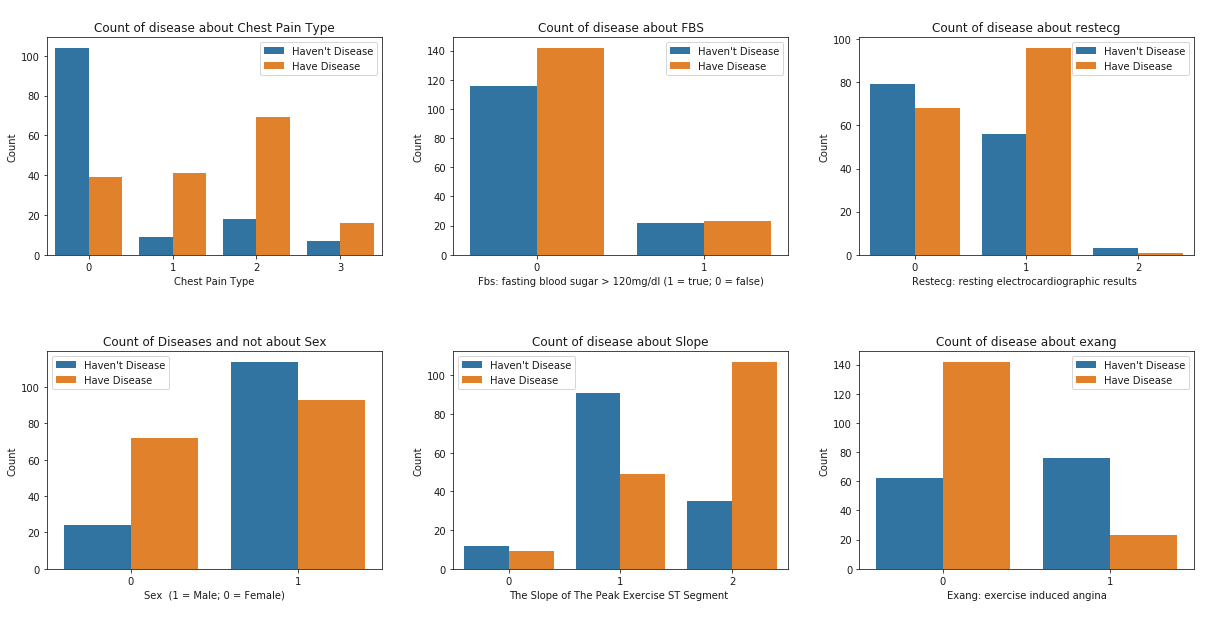 Count of disease about Chest Pain Type
Haven't Disease
Have Disease
Count
100
80
60
40
20
0
0 1 2 3
Chest Pain Type
Count of disease about FBS
Haven't Disease
Have Disease
Count
140
120
100
80
60
40
20
0
0 1
Fbs: fasting blood sugar > 120mg/dl (1 = true; 0 = false)
Count of disease about restecg
Haven't Disease
Have Disease
Count
100
80
60
40
20
0
0 1 2
Restecg: resting electrocardiographic results
Count of Diseases and not about Sex
Haven't Disease
Have Disease
Count
100
80
60
40
20
0
0 1
Sex  (1 = Male; 0 = Female)
Count of disease about Slope
Haven't Disease
Have Disease
Count
100
80
60
40
20
0
0 1 2
The Slope of The Peak Exercise ST Segment
Count of disease about exang
Haven't Disease
Have Disease
Count
140
120
100
80
60
40
20
0
0 1
Exang: exercise induced angina